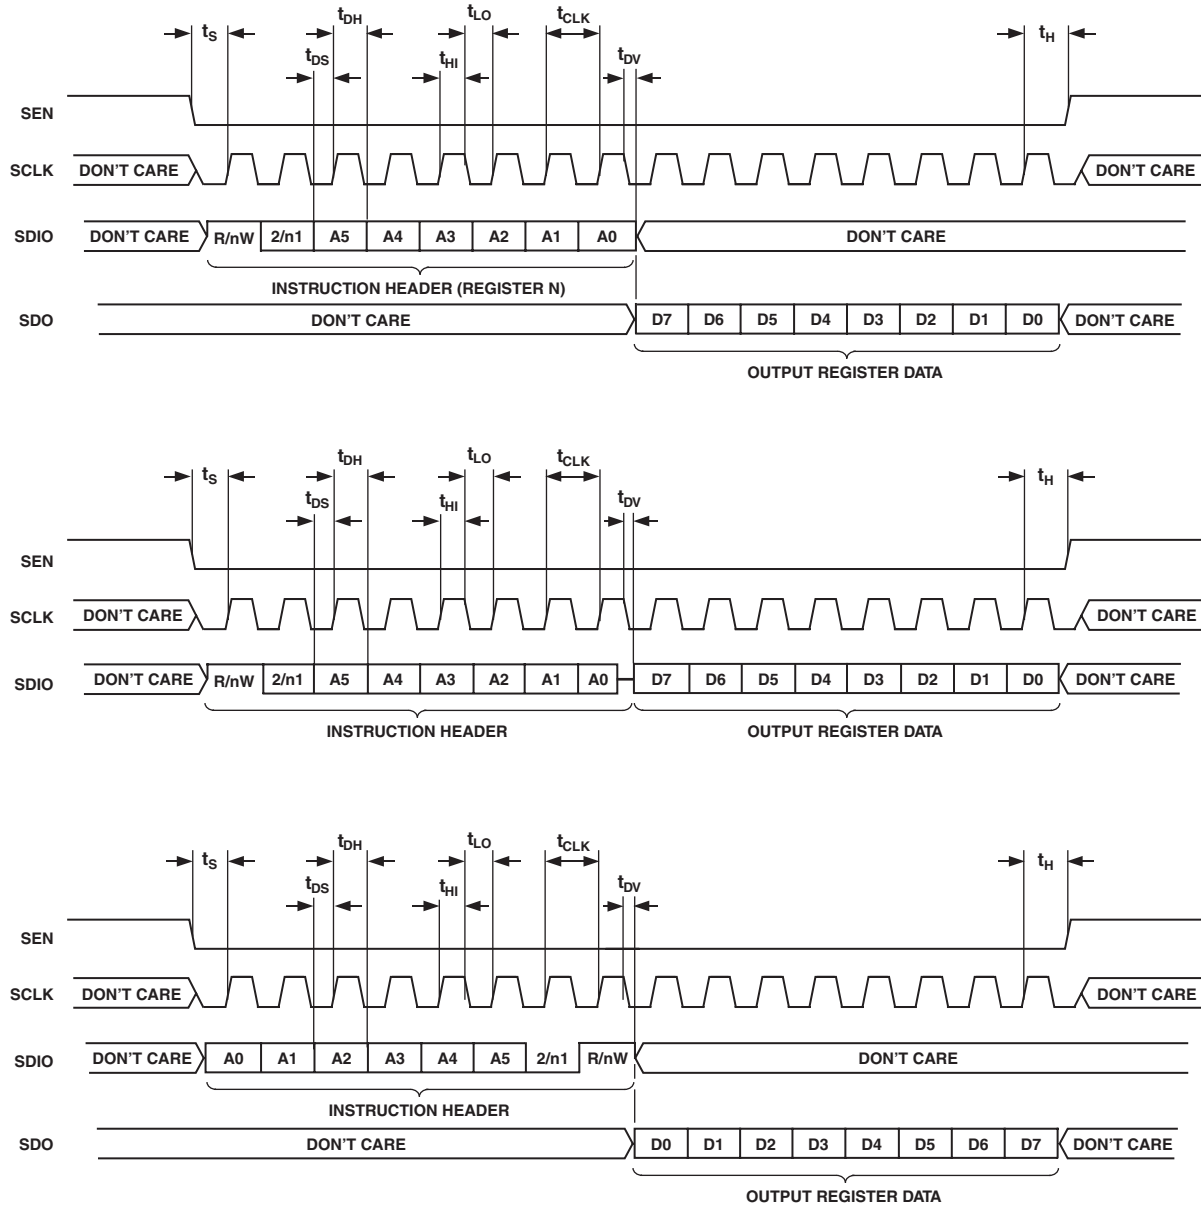 tS tDH tLO tCLK tH
tDS tHI tDV
SEN
SCLK DON'T CARE DON'T CARE
SDIO DON'T CARE R/nW 2/n1 A5 A4 A3 A2 A1 A0 DON'T CARE
INSTRUCTION HEADER (REGISTER N)
SDO DON'T CARE D7 D6 D5 D4 D3 D2 D1 D0 DON'T CARE
OUTPUT REGISTER DATA
tS tDH tLO tCLK tH
tDS tHI tDV
SEN
SCLK DON'T CARE DON'T CARE
SDIO DON'T CARE R/nW 2/n1 A5 A4 A3 A2 A1 A0 D7 D6 D5 D4 D3 D2 D1 D0 DON'T CARE
INSTRUCTION HEADER OUTPUT REGISTER DATA
tS tDH tLO tCLK tH
tDS tHI tDV
SEN
SCLK DON'T CARE DON'T CARE
SDIO DON'T CARE A0 A1 A2 A3 A4 A5 2/n1 R/nW DON'T CARE
INSTRUCTION HEADER
SDO DON'T CARE D0 D1 D2 D3 D4 D5 D6 D7 DON'T CARE
OUTPUT REGISTER DATA